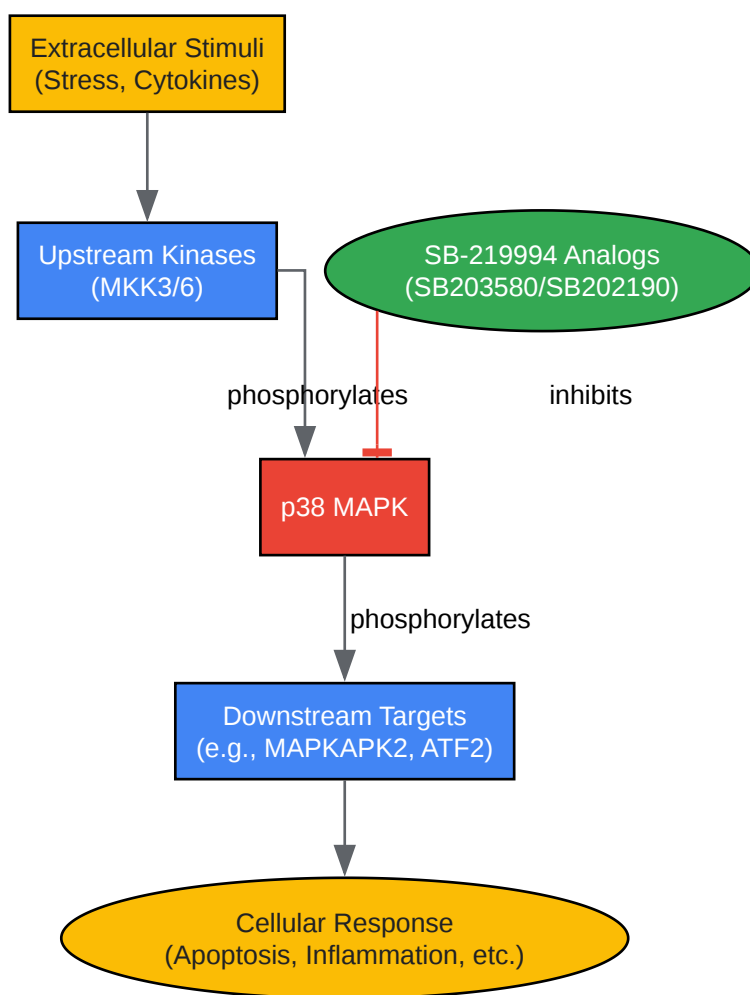 Extracellular Stimuli
(Stress, Cytokines)
Upstream Kinases
(MKK3/6)
SB-219994 Analogs
(SB203580/SB202190)
phosphorylates
inhibits
p38 MAPK
phosphorylates
Downstream Targets
(e.g., MAPKAPK2, ATF2)
Cellular Response
(Apoptosis, Inflammation, etc.)